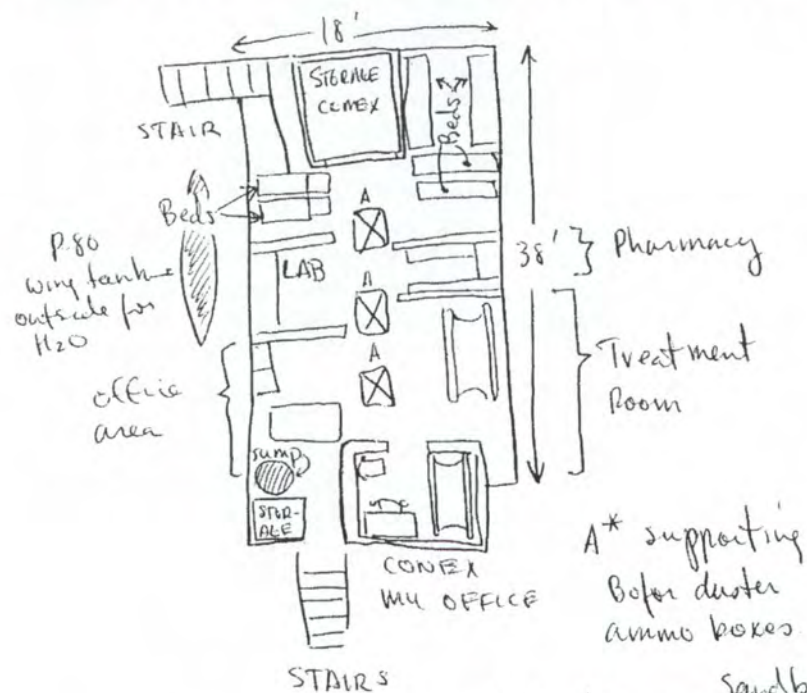 18'
STORAGE
CONEX
Beds
STAIR
Beds
A
P-80
wing tank
outside for
H2O
LAB
38'
Pharmacy
A
Treatment
Room
A
office
area
sump
STOR-
AGE
CONEX
MY OFFICE
A* supporting
Bofor duster
ammo boxes
STAIRS